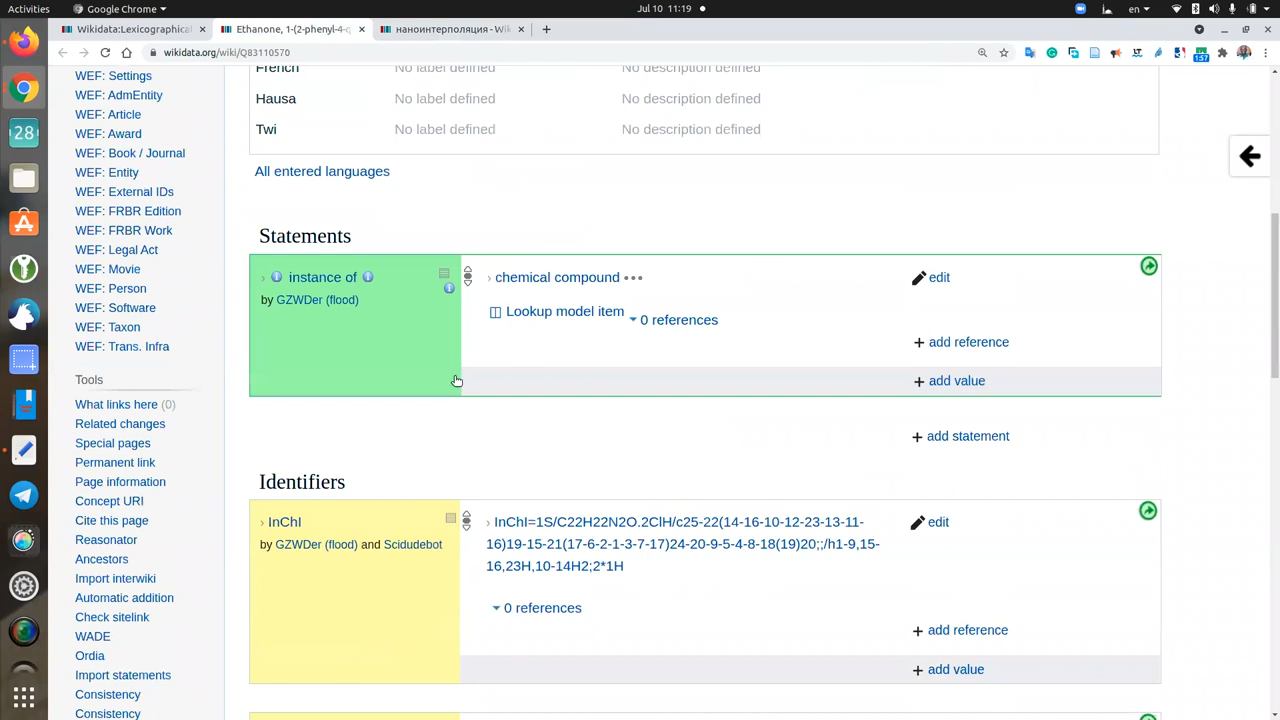 Activities
Google Chrome
Jul 10 11:19
en
Wikidata:Lexicographical
Ethanone, 1-(2-phenyl-4-q
наноинтерполяция - Wi
wikidata.org/wiki/Q83110570
1:57
28
WEF: Settings
WEF: AdmEntity
WEF: Article
WEF: Award
WEF: Book / Journal
WEF: Entity
WEF: External IDs
WEF: FRBR Edition
WEF: FRBR Work
WEF: Legal Act
WEF: Movie
WEF: Person
WEF: Software
WEF: Taxon
WEF: Trans. Infra
Tools
What links here (0)
Related changes
Special pages
Permanent link
Page information
Concept URI
Cite this page
Reasonator
Ancestors
Import interwiki
Automatic addition
Check sitelink
WADE
Ordia
Import statements
Consistency
Consistency
French No label defined No description defined
Hausa No label defined No description defined
Twi No label defined No description defined
All entered languages
Statements
instance of
by GZWDer (flood)
chemical compound
edit
Lookup model item
0 references
+ add reference
+ add value
+ add statement
Identifiers
InChI
by GZWDer (flood) and Scidudebot
InChI=1S/C22H22N2O.2ClH/c25-22(14-16-10-12-23-13-11-
16)19-15-21(17-6-2-1-3-7-17)24-20-9-5-4-8-18(19)20;;/h1-9,15-
16,23H,10-14H2;2*1H
edit
0 references
+ add reference
+ add value